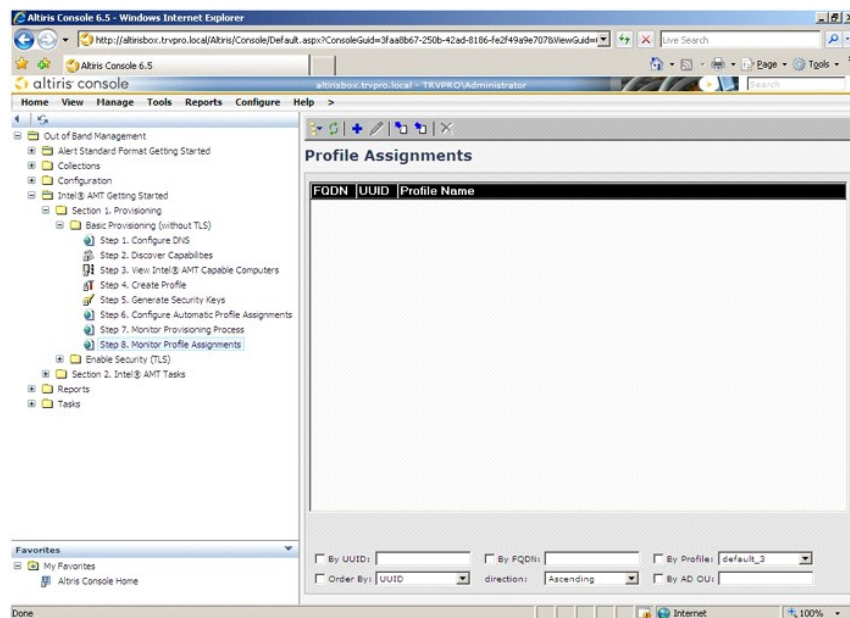 Altiris Console 6.5 - Windows Internet Explorer
http://altirisbox.trvpro.local/Altiris/Console/Default.aspx?ConsoleGuid=3faa8b67-250b-42ad-8186-fe2f49a9e707&ViewGuid=
Live Search
Altiris Console 6.5
Page
Tools
altiris console
altirisbox.trvpro.local - TRVPRO\Administrator
Search
Home View Manage Tools Reports Configure Help >
Out of Band Management
Alert Standard Format Getting Started
Collections
Configuration
Intel® AMT Getting Started
Section 1. Provisioning
Basic Provisioning (without TLS)
Step 1. Configure DNS
Step 2. Discover Capabilities
Step 3. View Intel® AMT Capable Computers
Step 4. Create Profile
Step 5. Generate Security Keys
Step 6. Configure Automatic Profile Assignments
Step 7. Monitor Provisioning Process
Step 8. Monitor Profile Assignments
Enable Security (TLS)
Section 2. Intel® AMT Tasks
Reports
Tasks
Profile Assignments
FQDN UUID Profile Name
Favorites
My Favorites
Altiris Console Home
By UUID: By FQDN: By Profile: default_3
Order By: UUID direction: Ascending By AD OU:
Done Internet 100%